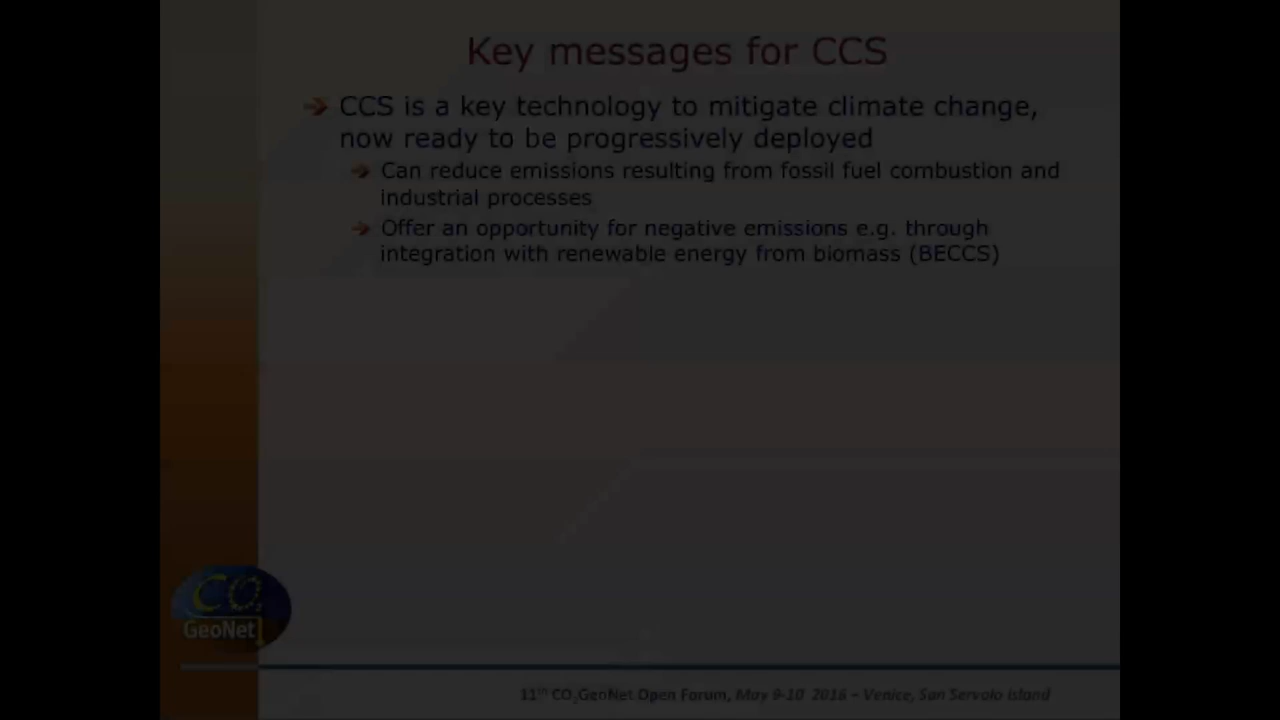 Key messages for CCS
CCS is a key technology to mitigate climate change,
now ready to be progressively deployed
Can reduce emissions resulting from fossil fuel combustion and
industrial processes
Offer an opportunity for negative emissions e.g. through
integration with renewable energy from biomass (BECCS)
CO2
GeoNet
11th CO2GeoNet Open Forum, May 9-10 2016 – Venice, San Servolo Island